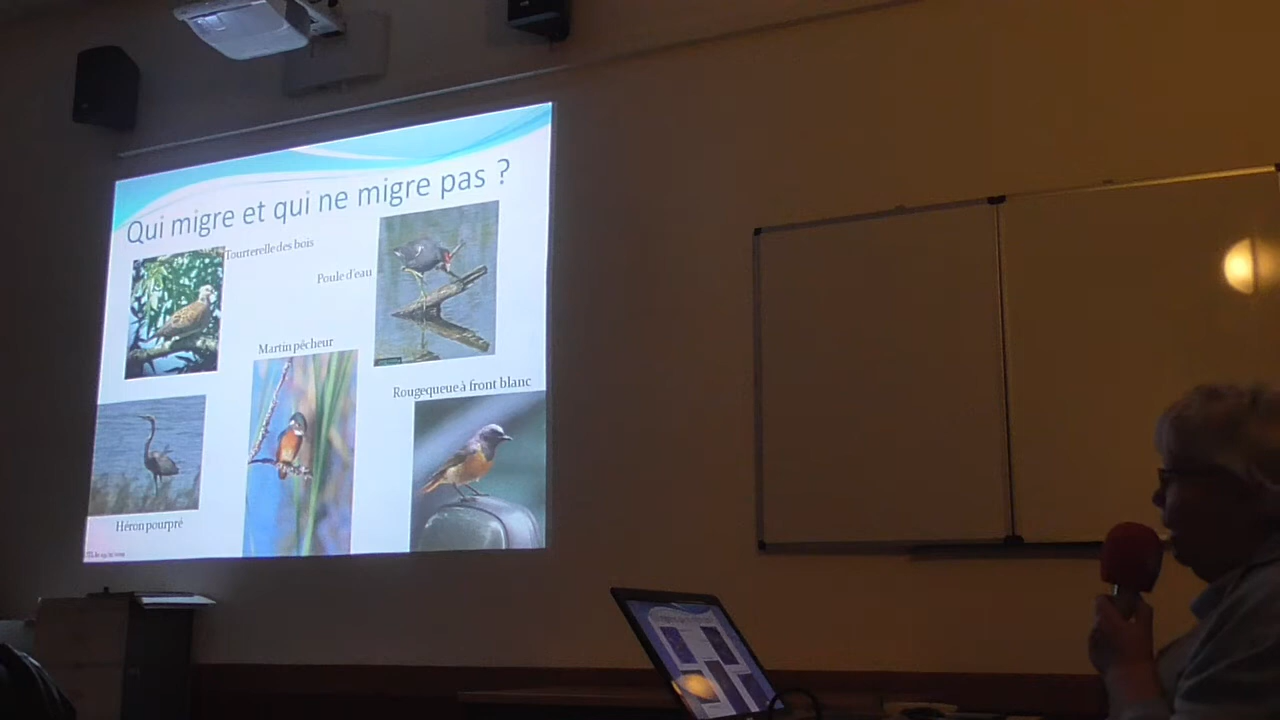 Qui migre et qui ne migre pas ?
Tourterelle des bois
Poule d'eau
Martin pêcheur
Rougequeue à front blanc
Héron pourpré